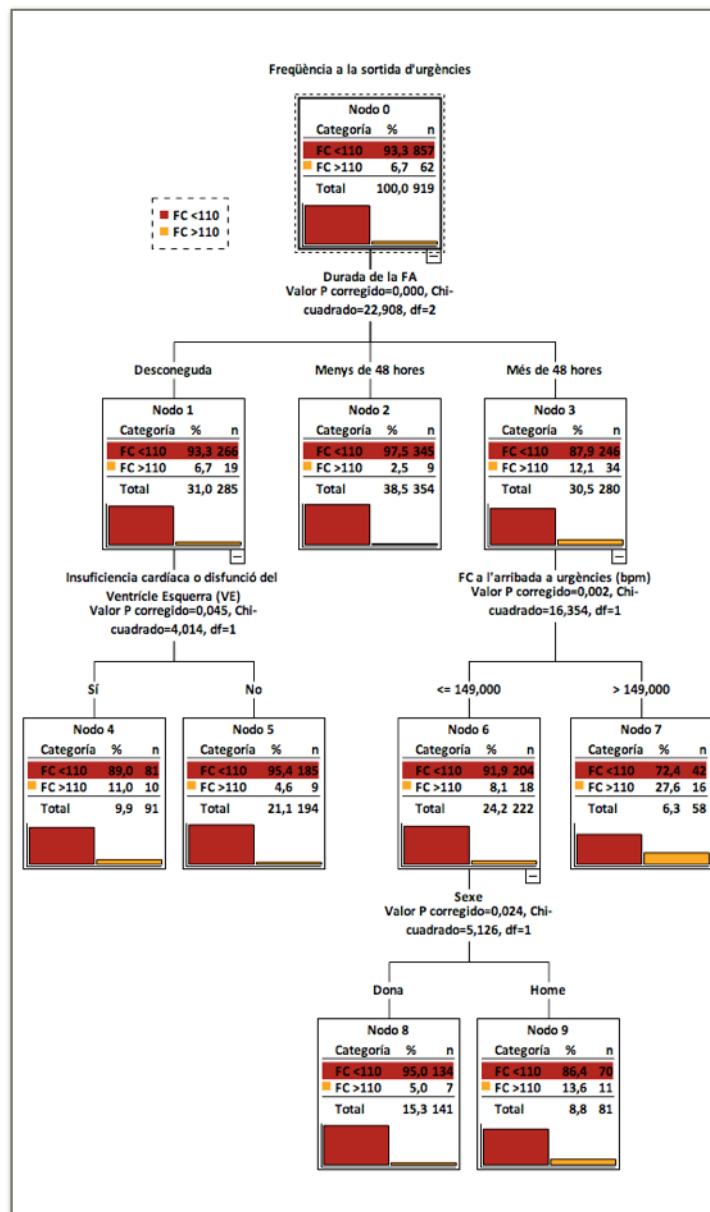 Freqüència a la sortida d'urgències
Nodo 0
Categoría % n
FC <110 93,3 857
FC >110 6,7 62
Total 100,0 919
FC <110
FC >110
Durada de la FA
Valor P corregido=0,000, Chi-
cuadrado=22,908, df=2
Desconeguda
Menys de 48 hores
Més de 48 hores
Nodo 1
Categoría % n
FC <110 93,3 266
FC >110 6,7 19
Total 31,0 285
Nodo 2
Categoría % n
FC <110 97,5 345
FC >110 2,5 9
Total 38,5 354
Nodo 3
Categoría % n
FC <110 87,9 246
FC >110 12,1 34
Total 30,5 280
Insuficiencia cardíaca o disfunció del
Ventrícle Esquerra (VE)
Valor P corregido=0,045, Chi-
cuadrado=4,014, df=1
FC a l'arribada a urgències (bpm)
Valor P corregido=0,002, Chi-
cuadrado=16,354, df=1
Sí
No
<= 149,000
> 149,000
Nodo 4
Categoría % n
FC <110 89,0 81
FC >110 11,0 10
Total 9,9 91
Nodo 5
Categoría % n
FC <110 95,4 185
FC >110 4,6 9
Total 21,1 194
Nodo 6
Categoría % n
FC <110 91,9 204
FC >110 8,1 18
Total 24,2 222
Nodo 7
Categoría % n
FC <110 72,4 42
FC >110 27,6 16
Total 6,3 58
Sexe
Valor P corregido=0,024, Chi-
cuadrado=5,126, df=1
Dona
Home
Nodo 8
Categoría % n
FC <110 95,0 134
FC >110 5,0 7
Total 15,3 141
Nodo 9
Categoría % n
FC <110 86,4 70
FC >110 13,6 11
Total 8,8 81